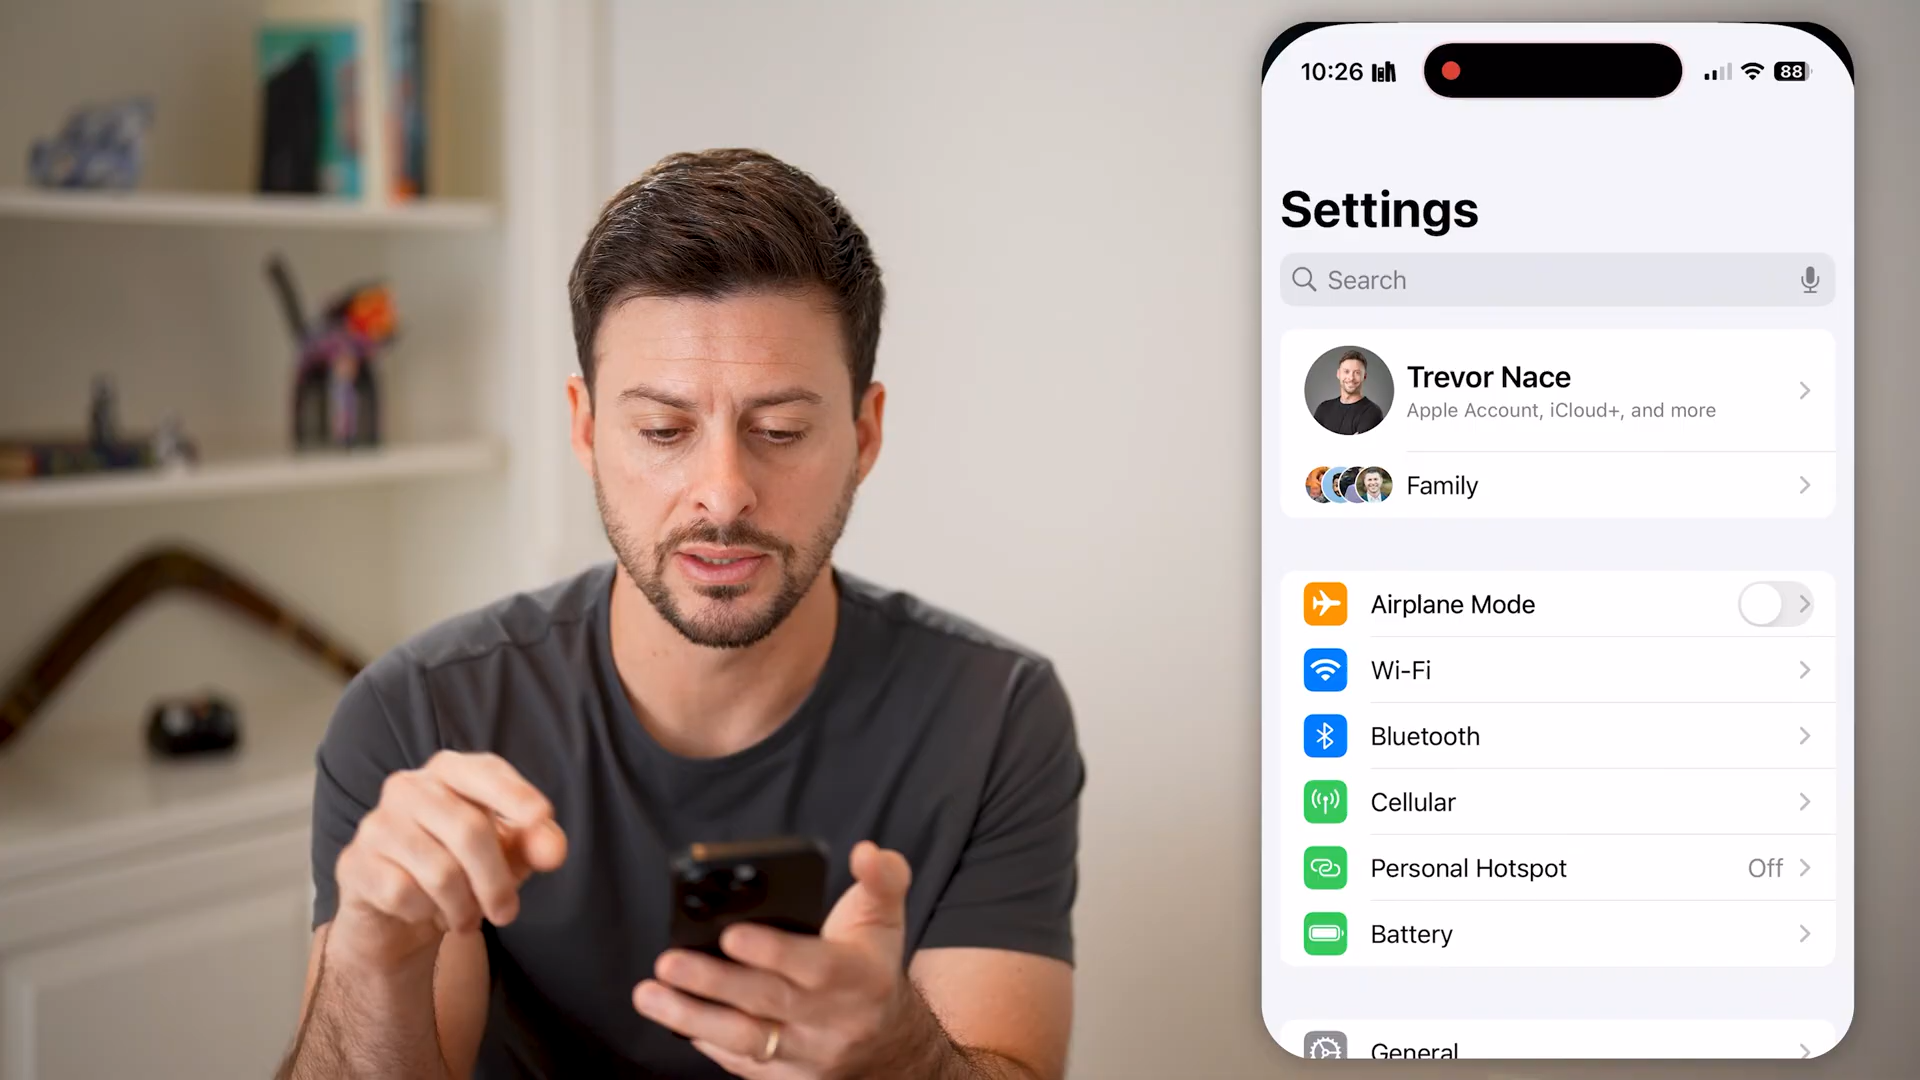 10:26
88
Settings
Search
Trevor Nace
Apple Account, iCloud+, and more
Family
Airplane Mode
Wi-Fi
Bluetooth
Cellular
Personal Hotspot
Off
Battery
General